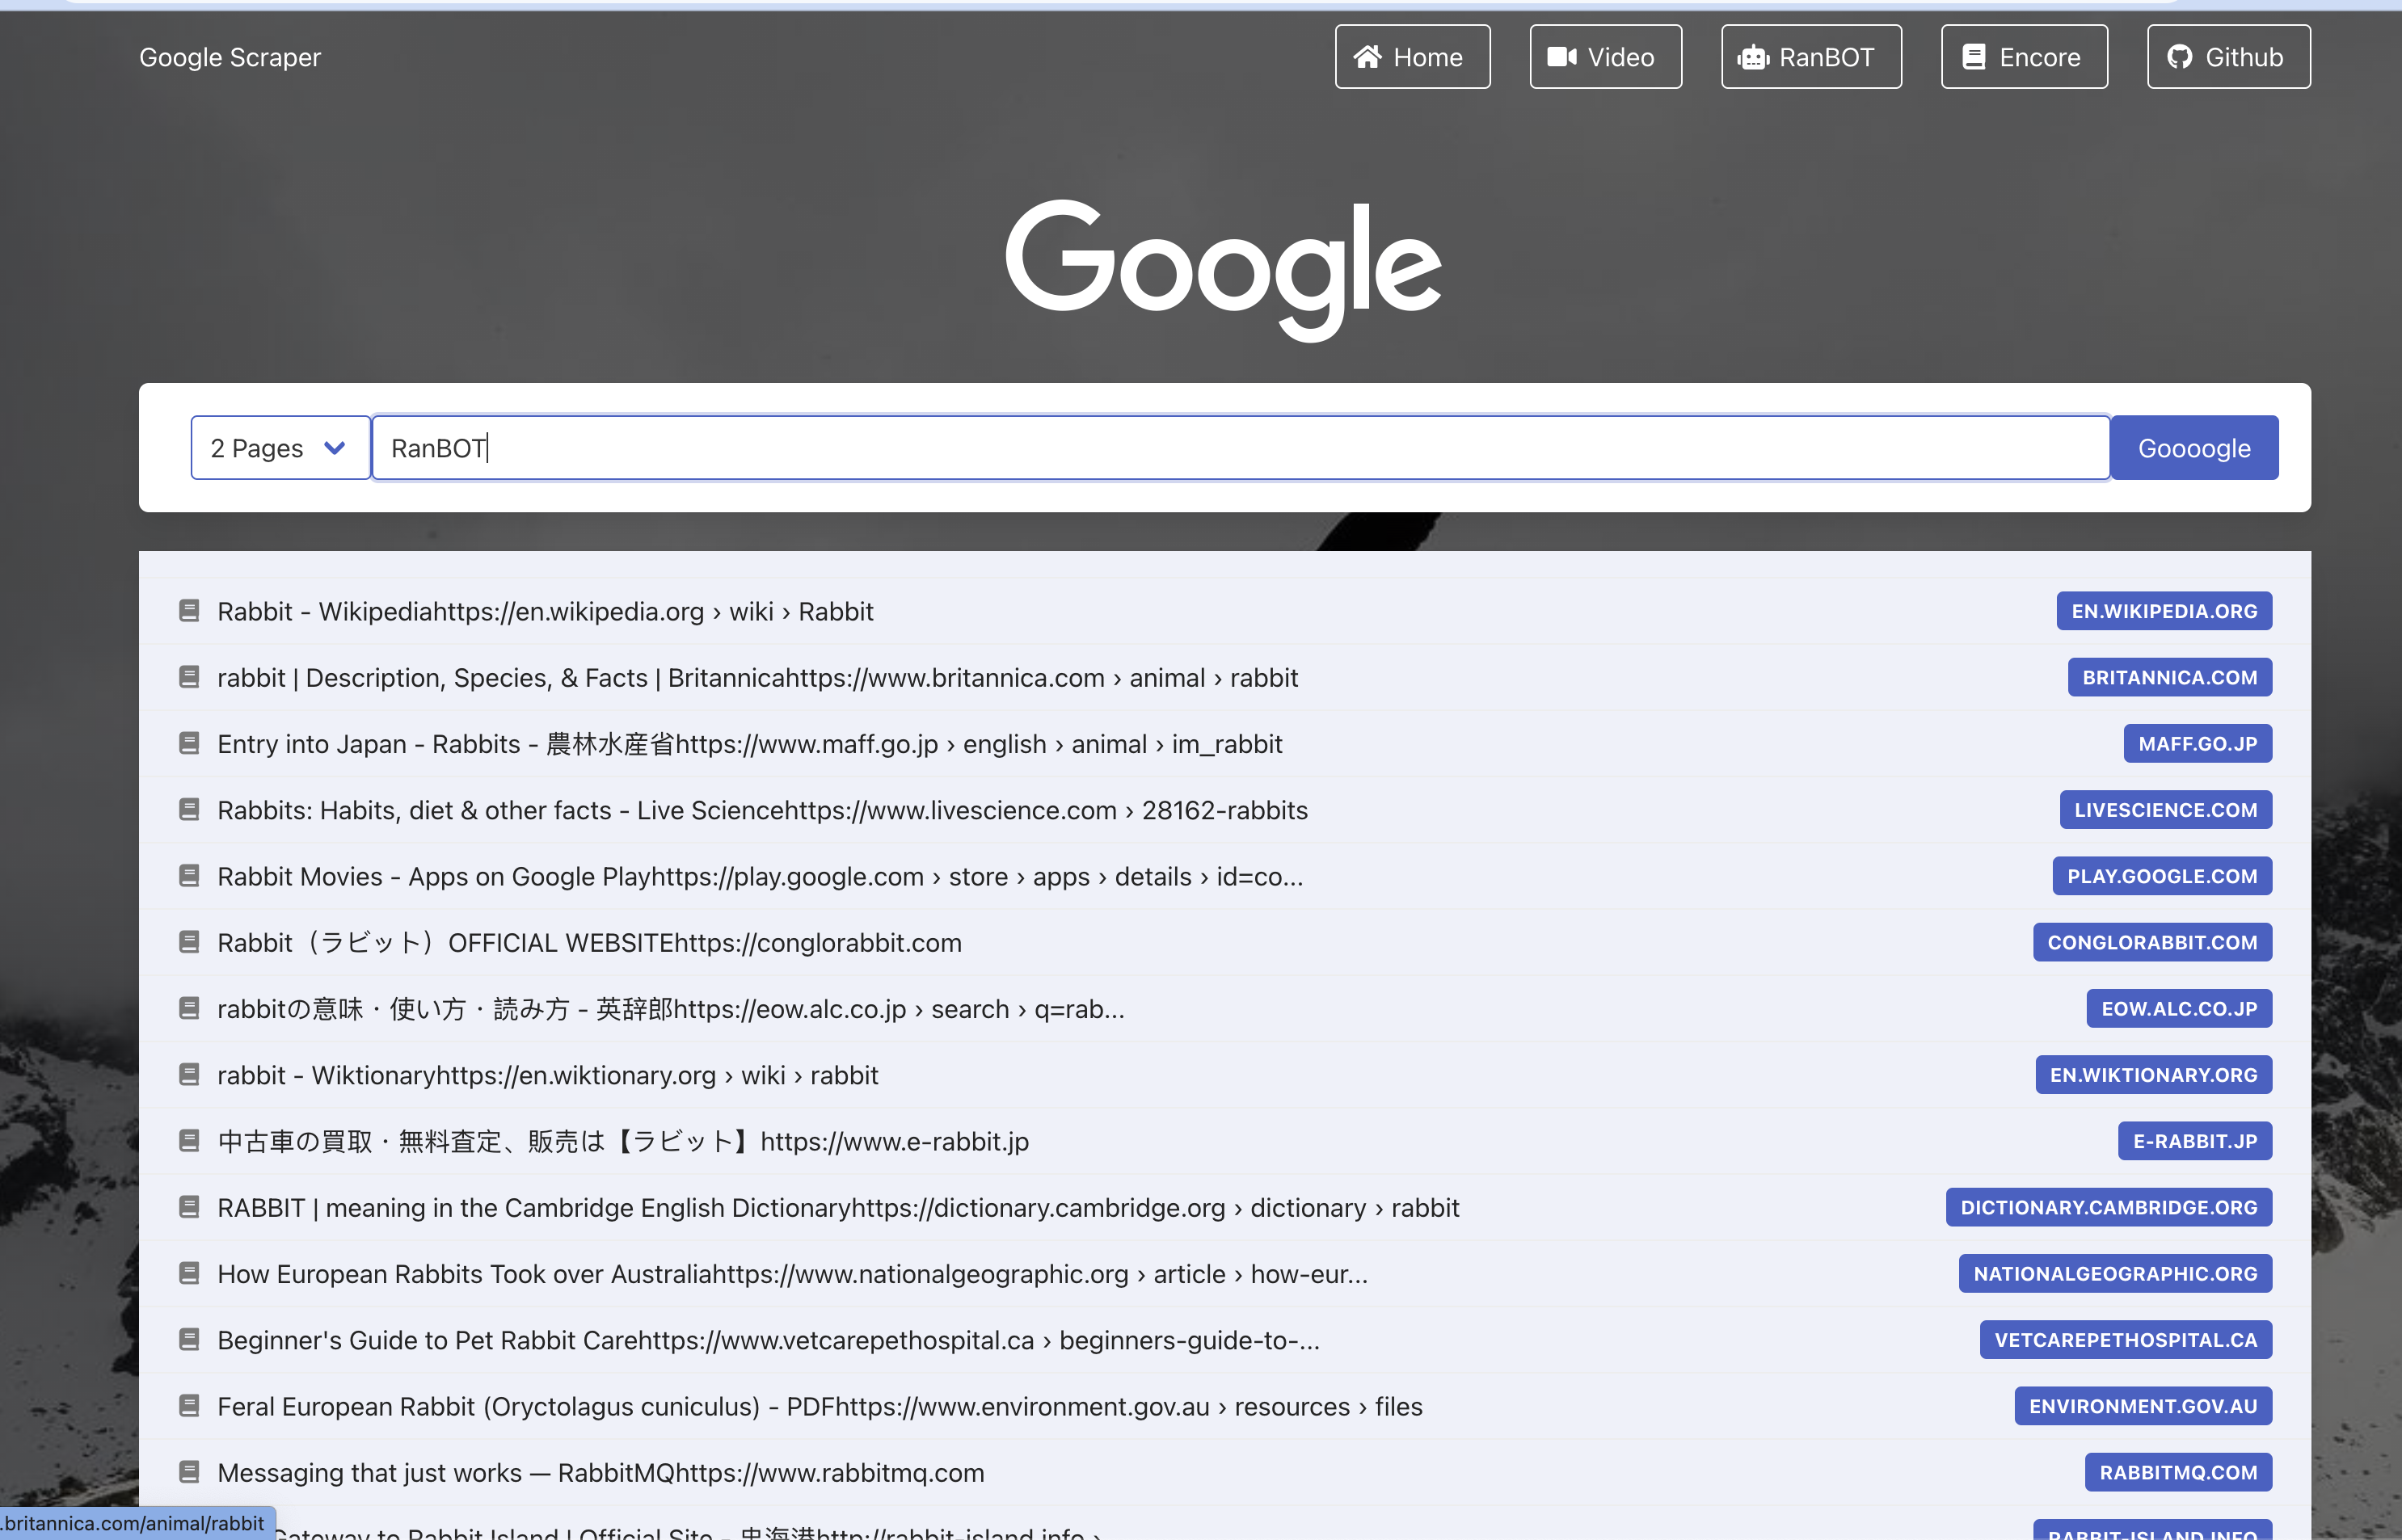 Google Scraper
Home
Video
RanBOT
Encore
Github
Google
2 Pages
RanBOT
Goooogle
Rabbit - Wikipediahttps://en.wikipedia.org › wiki › Rabbit
EN.WIKIPEDIA.ORG
rabbit | Description, Species, & Facts | Britannicahttps://www.britannica.com › animal › rabbit
BRITANNICA.COM
Entry into Japan - Rabbits - 農林水産省https://www.maff.go.jp › english › animal › im_rabbit
MAFF.GO.JP
Rabbits: Habits, diet & other facts - Live Sciencehttps://www.livescience.com › 28162-rabbits
LIVESCIENCE.COM
Rabbit Movies - Apps on Google Playhttps://play.google.com › store › apps › details › id=co...
PLAY.GOOGLE.COM
Rabbit（ラビット）OFFICIAL WEBSITEhttps://conglorabbit.com
CONGLORABBIT.COM
rabbitの意味・使い方・読み方 - 英辞郎https://eow.alc.co.jp › search › q=rab...
EOW.ALC.CO.JP
rabbit - Wiktionaryhttps://en.wiktionary.org › wiki › rabbit
EN.WIKTIONARY.ORG
中古車の買取・無料査定、販売は【ラビット】https://www.e-rabbit.jp
E-RABBIT.JP
RABBIT | meaning in the Cambridge English Dictionaryhttps://dictionary.cambridge.org › dictionary › rabbit
DICTIONARY.CAMBRIDGE.ORG
How European Rabbits Took over Australiahttps://www.nationalgeographic.org › article › how-eur...
NATIONALGEOGRAPHIC.ORG
Beginner's Guide to Pet Rabbit Carehttps://www.vetcarepethospital.ca › beginners-guide-to-...
VETCAREPETHOSPITAL.CA
Feral European Rabbit (Oryctolagus cuniculus) - PDFhttps://www.environment.gov.au › resources › files
ENVIRONMENT.GOV.AU
Messaging that just works — RabbitMQhttps://www.rabbitmq.com
RABBITMQ.COM
Gateway to Rabbit Island | Official Site - 忠海港http://rabbit-island.info ›
RABBIT-ISLAND.INFO
.britannica.com/animal/rabbit